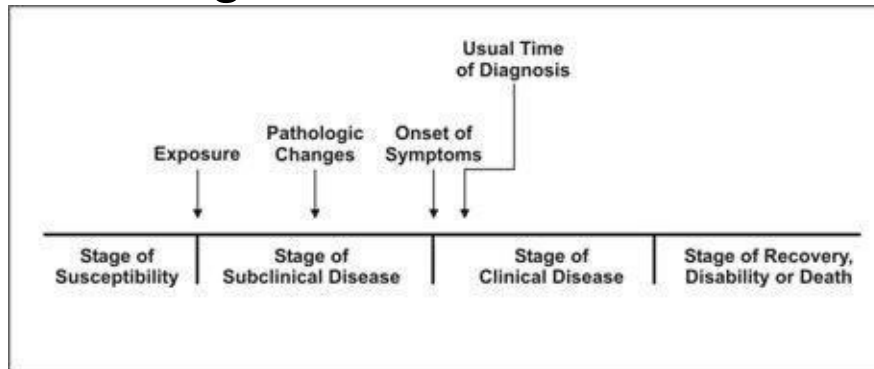 Usual Time
of Diagnosis
Exposure
Pathologic
Changes
Onset of
Symptoms
Stage of
Susceptibility
Stage of
Subclinical Disease
Stage of
Clinical Disease
Stage of Recovery,
Disability or Death